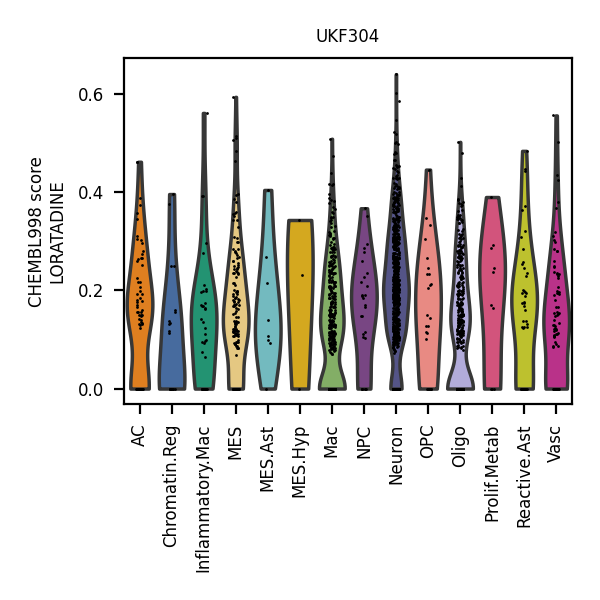 UKF304
CHEMBL998 score
LORATADINE
0.6
0.4
0.2
0.0
AC
Chromatin.Reg
Inflammatory.Mac
MES
MES.Ast
MES.Hyp
Mac
NPC
Neuron
OPC
Oligo
Prolif.Metab
Reactive.Ast
Vasc